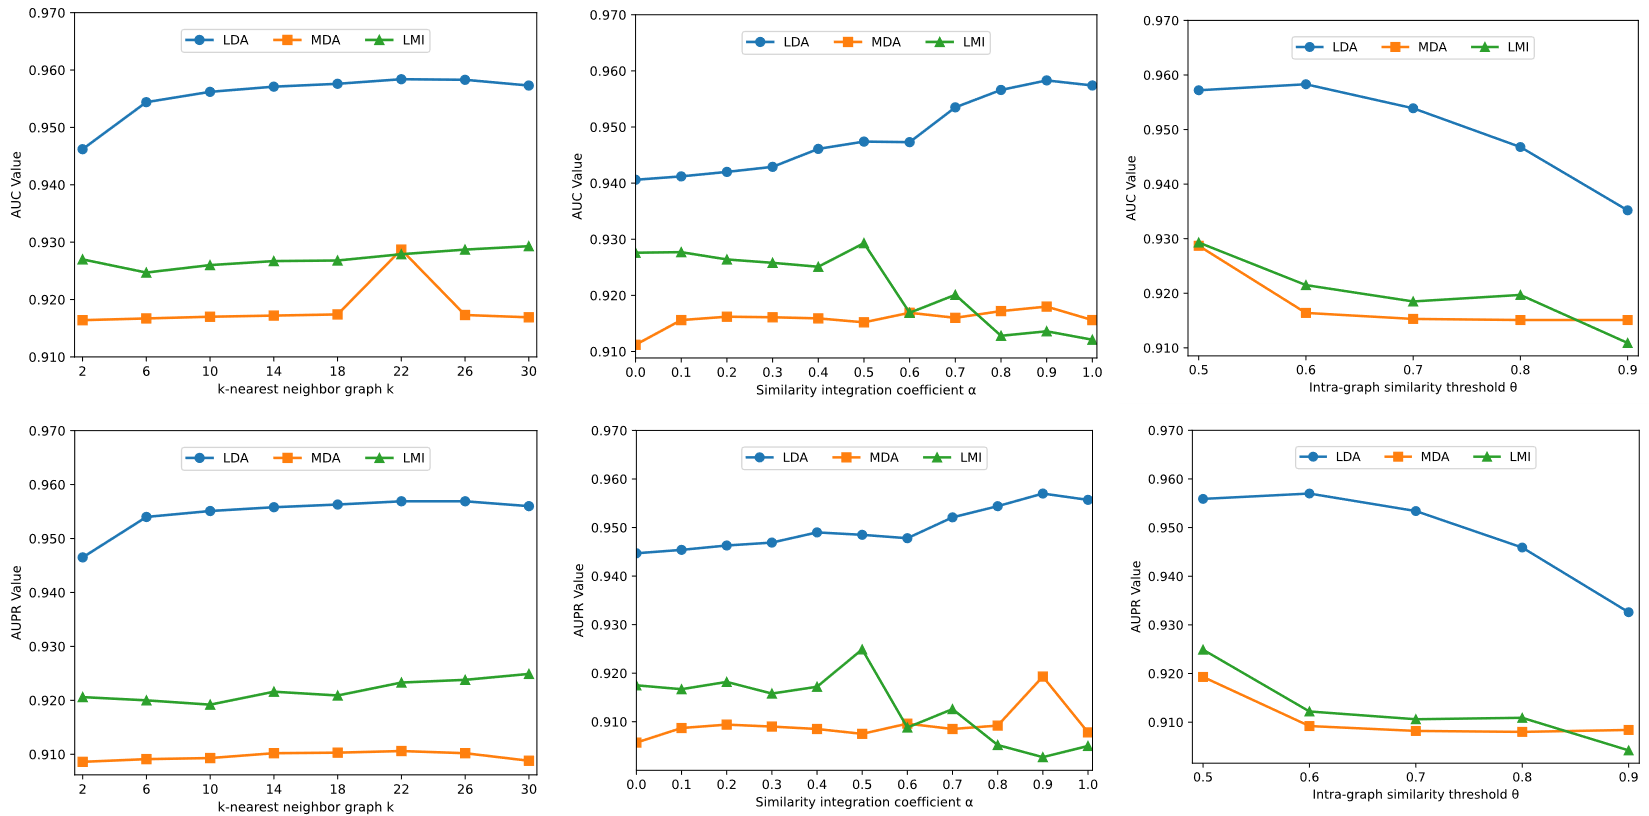 LDA MDA LMI
0.970
0.960
0.950
0.940
0.930
0.920
0.910
AUC Value
2 6 10 14 18 22 26 30
k-nearest neighbor graph k
LDA MDA LMI
0.970
0.960
0.950
0.940
0.930
0.920
0.910
AUC Value
0.0 0.1 0.2 0.3 0.4 0.5 0.6 0.7 0.8 0.9 1.0
Similarity integration coefficient α
LDA MDA LMI
0.970
0.960
0.950
0.940
0.930
0.920
0.910
AUC Value
0.5 0.6 0.7 0.8 0.9
Intra-graph similarity threshold θ
LDA MDA LMI
0.970
0.960
0.950
0.940
0.930
0.920
0.910
AUPR Value
2 6 10 14 18 22 26 30
k-nearest neighbor graph k
LDA MDA LMI
0.970
0.960
0.950
0.940
0.930
0.920
0.910
AUPR Value
0.0 0.1 0.2 0.3 0.4 0.5 0.6 0.7 0.8 0.9 1.0
Similarity integration coefficient α
LDA MDA LMI
0.970
0.960
0.950
0.940
0.930
0.920
0.910
AUPR Value
0.5 0.6 0.7 0.8 0.9
Intra-graph similarity threshold θ